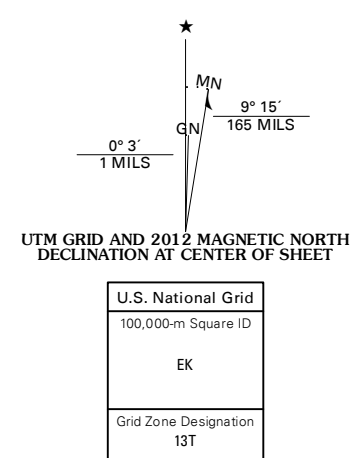 ★
MN
9° 15´
165 MILS
GN
0° 3´
1 MILS
UTM GRID AND 2012 MAGNETIC NORTH
DECLINATION AT CENTER OF SHEET
U.S. National Grid
100,000-m Square ID
EK
Grid Zone Designation
13T